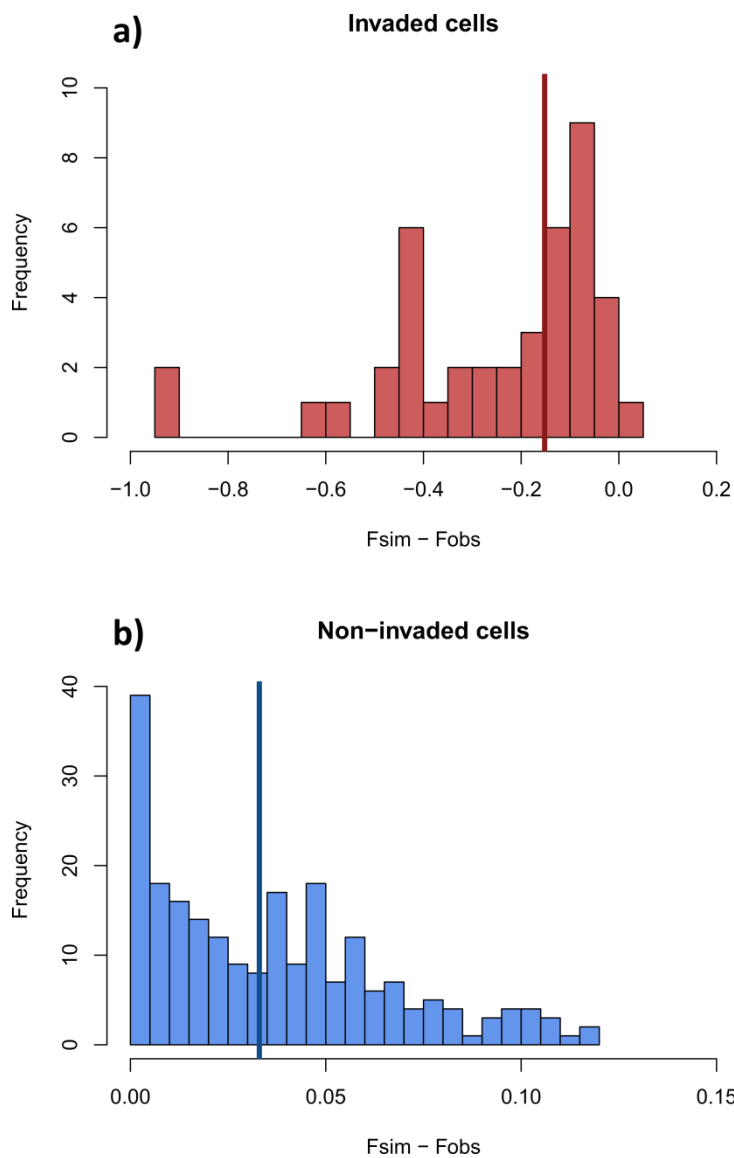 a)
Invaded cells
Frequency
10
8
6
4
2
0
−1.0 −0.8 −0.6 −0.4 −0.2 0.0 0.2
Fsim − Fobs
b)
Non−invaded cells
Frequency
40
30
20
10
0
0.00 0.05 0.10 0.15
Fsim − Fobs